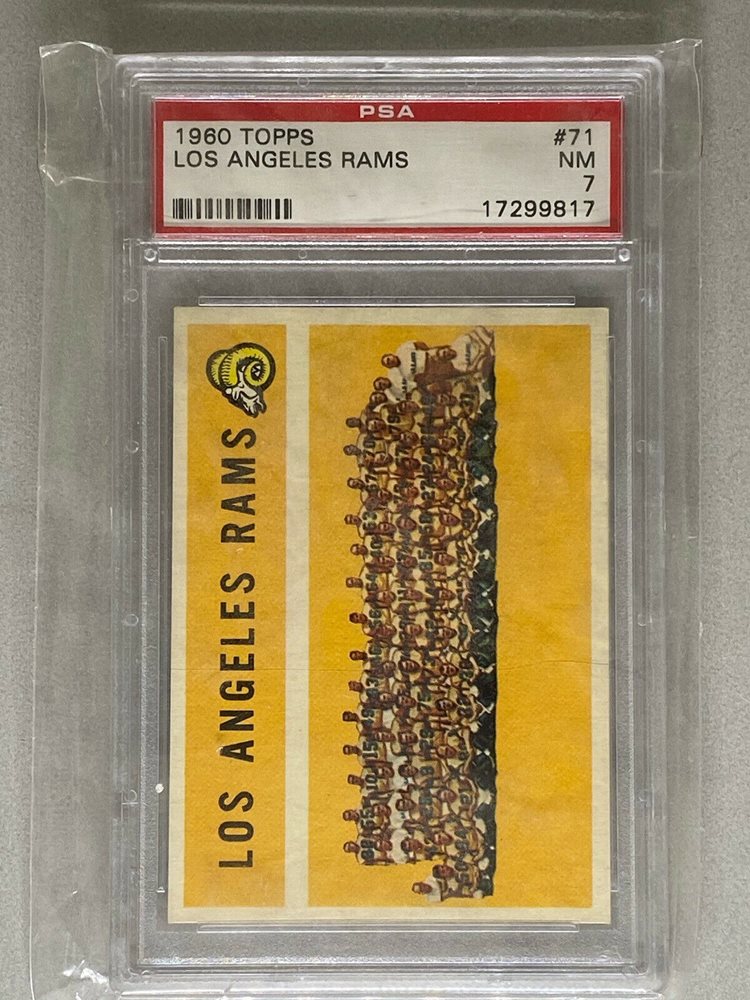 PSA
1960 TOPPS #71
LOS ANGELES RAMS NM
7
17299817
LOS ANGELES RAMS